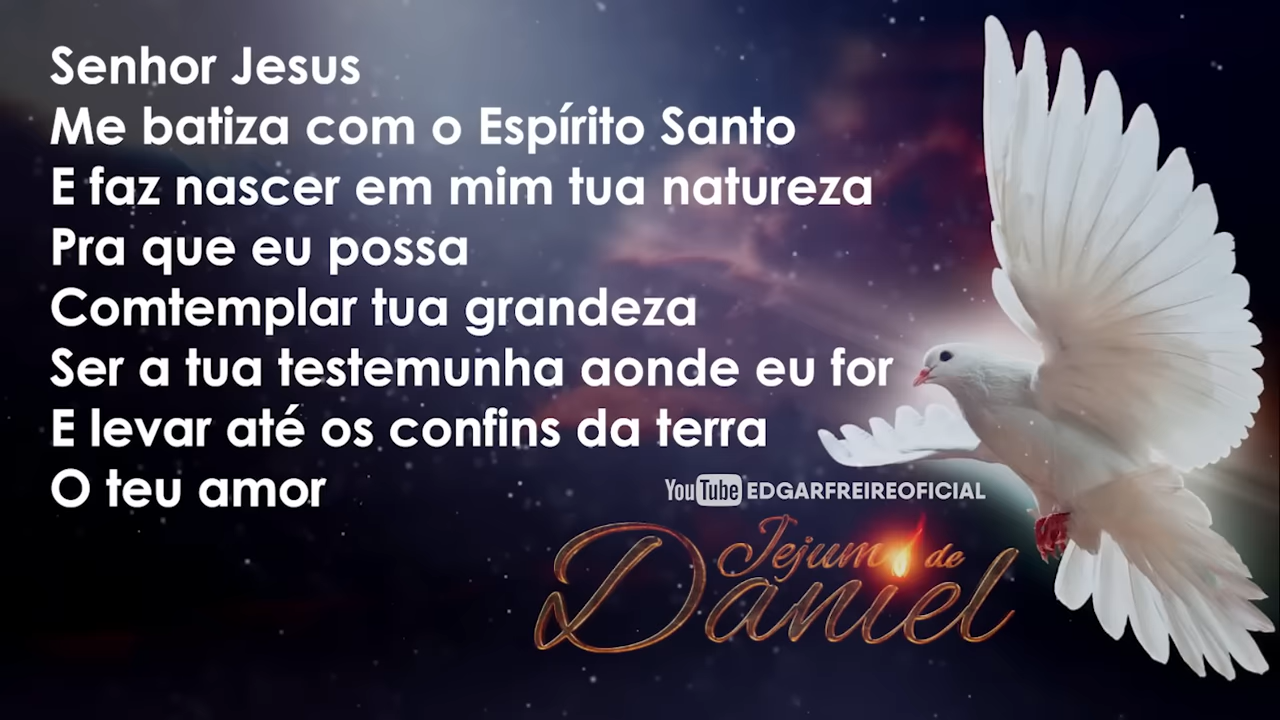 Senhor Jesus
Me batiza com o Espírito Santo
E faz nascer em mim tua natureza
Pra que eu possa
Comtemplar tua grandeza
Ser a tua testemunha aonde eu for
E levar até os confins da terra
O teu amor
YouTube EDGARFREIREOFICIAL
Jejum de
Daniel